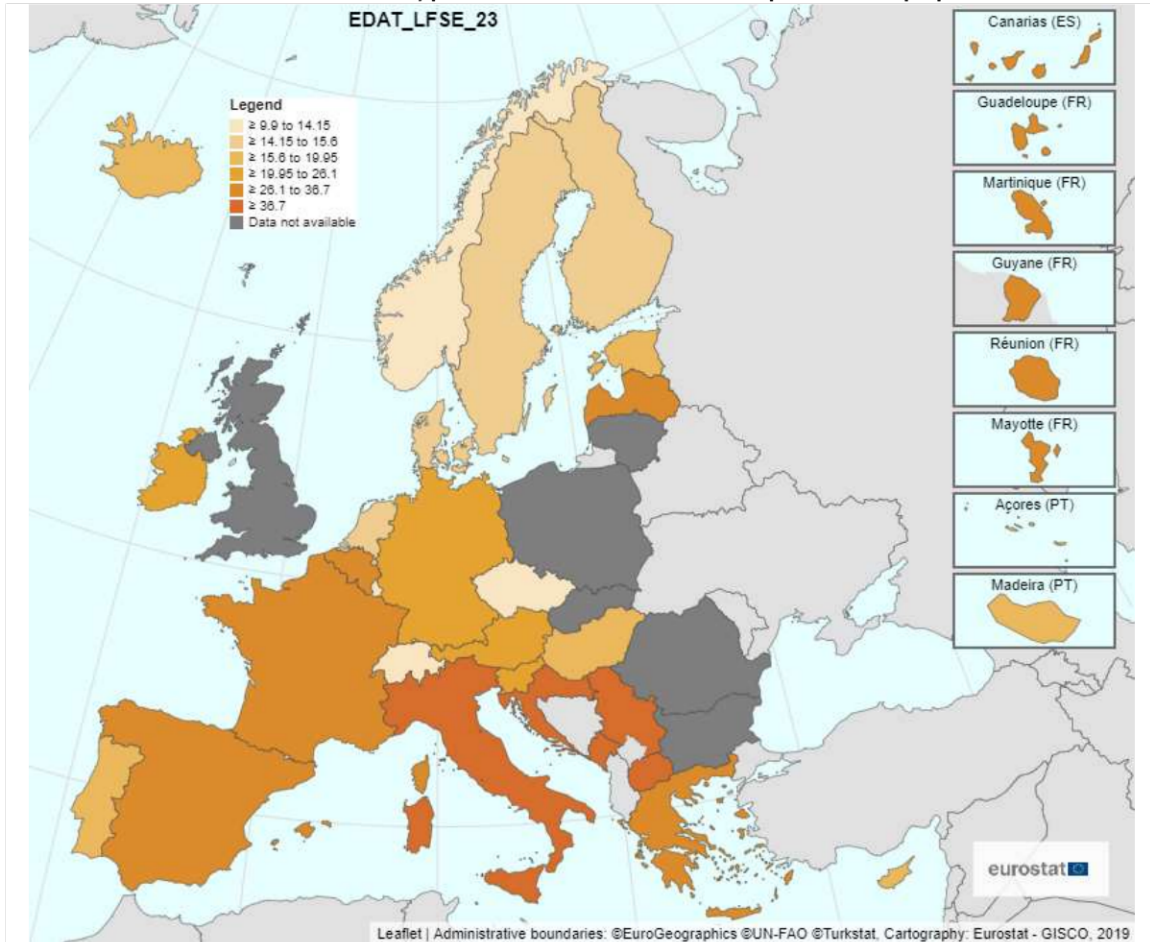 EDAT_LFSE_23
Legend
≥ 9.9 to 14.15
≥ 14.15 to 15.6
≥ 15.6 to 19.95
≥ 19.95 to 26.1
≥ 26.1 to 36.7
≥ 36.7
Data not available
Canarias (ES)
Guadeloupe (FR)
Martinique (FR)
Guyane (FR)
Réunion (FR)
Mayotte (FR)
Açores (PT)
Madeira (PT)
eurostat
Leaflet | Administrative boundaries: ©EuroGeographics ©UN-FAO ©Turkstat, Cartography: Eurostat - GISCO, 2019